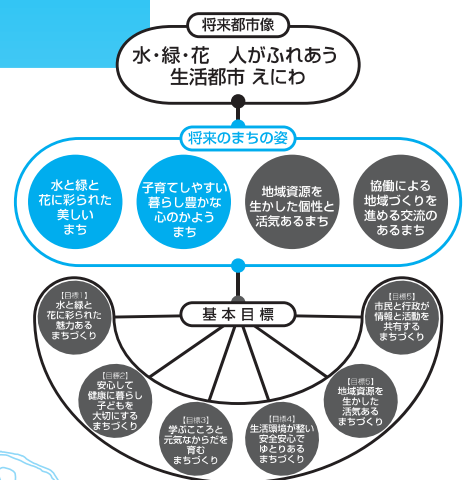 将来都市像
水・緑・花　人がふれあう
生活都市 えにわ
将来のまちの姿
水と緑と
花に彩られた
美しい
まち
子育てしやすい
暮らし豊かな
心のかよう
まち
地域資源を
生かした個性と
活気あるまち
協働による
地域づくりを
進める交流の
あるまち
基本目標
【目標1】
水と緑と
花に彩られた
魅力ある
まちづくり
【目標2】
安心して
健康に暮らし
子どもを
大切にする
まちづくり
【目標3】
学ぶこころと
元気なからだを
育む
まちづくり
【目標4】
生活環境が整い
安全安心で
ゆとりある
まちづくり
【目標5】
地域資源を
生かした
活気ある
まちづくり
【目標5】
市民と行政が
情報と活動を
共有する
まちづくり